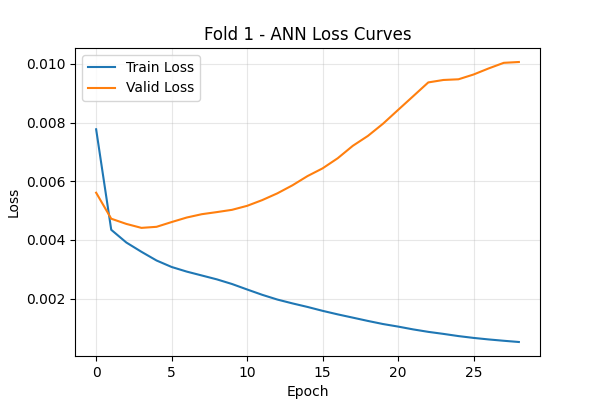 Fold 1 - ANN Loss Curves
Train Loss
Valid Loss
Loss
0.010
0.008
0.006
0.004
0.002
0 5 10 15 20 25
Epoch